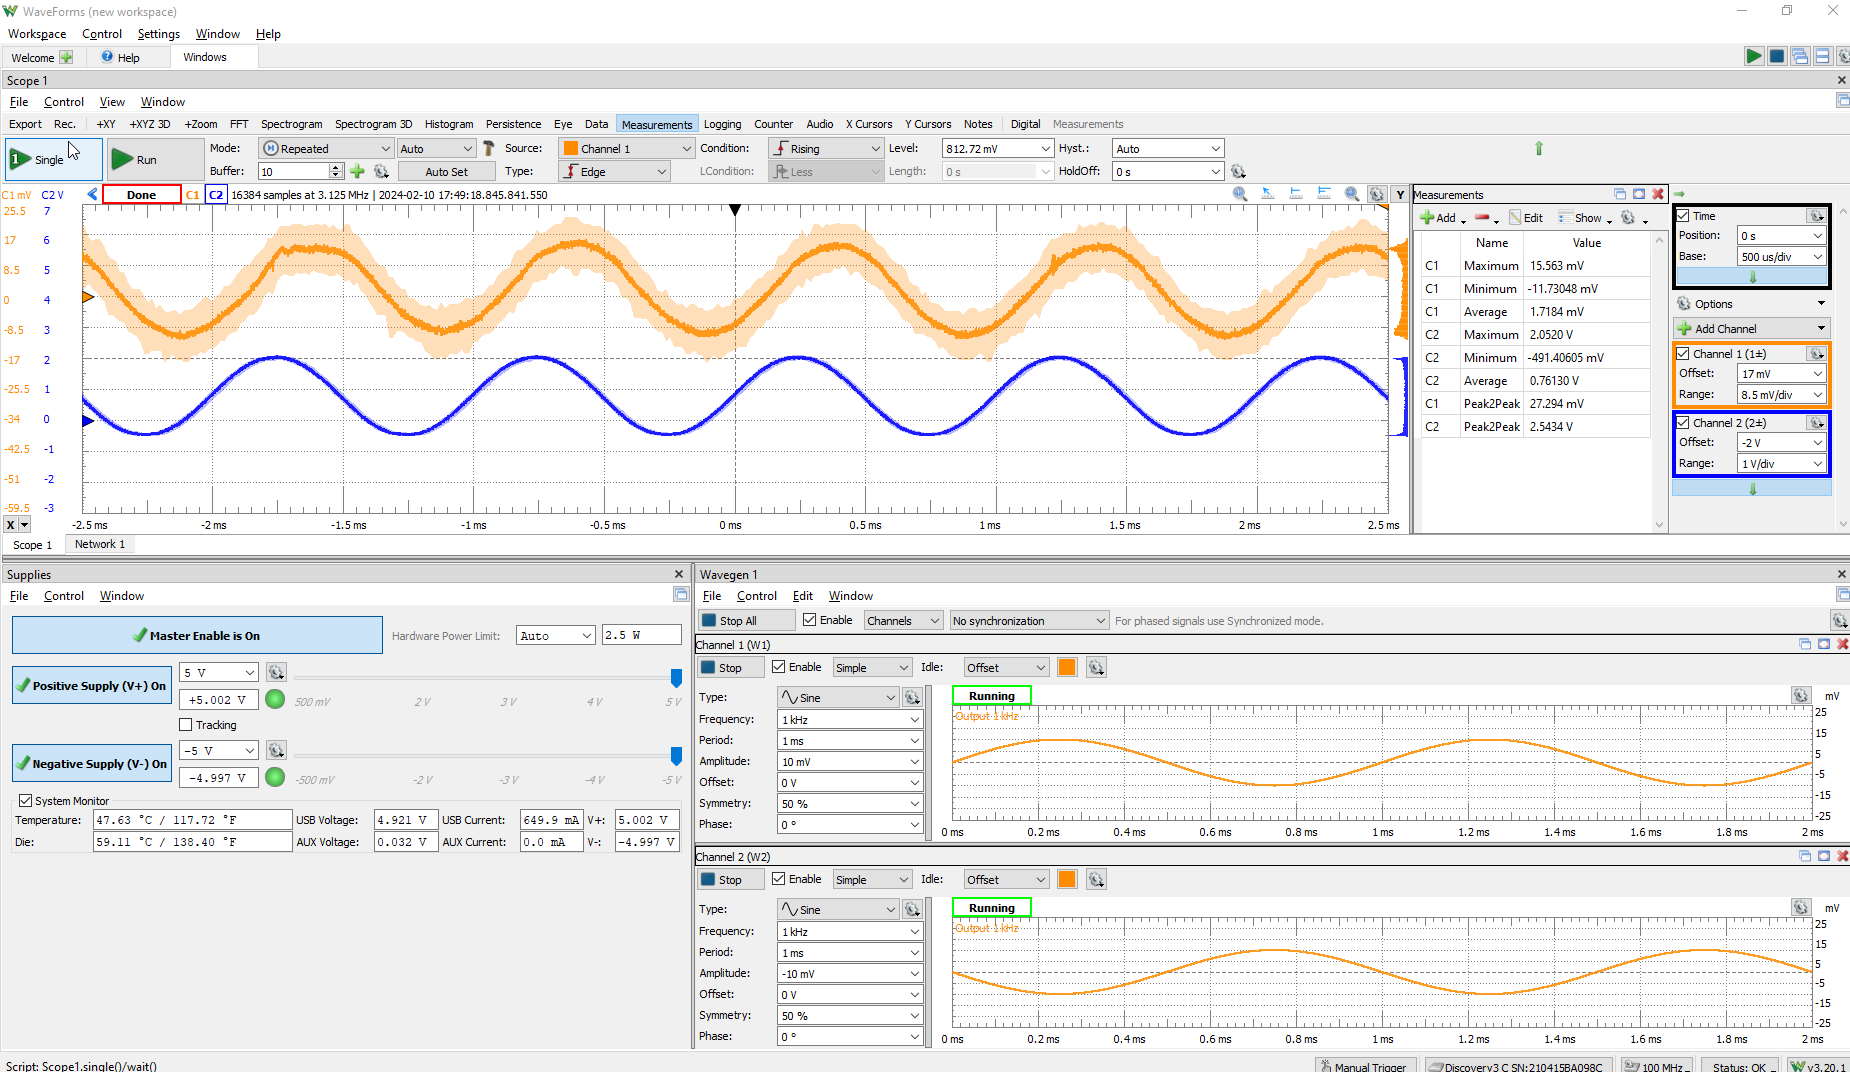 WaveForms (new workspace)
Workspace Control Settings Window Help
Welcome Help Windows
Scope 1
File Control View Window
Export Rec. +XY +XYZ 3D +Zoom FFT Spectrogram Spectrogram 3D Histogram Persistence Eye Data Measurements Logging Counter Audio X Cursors Y Cursors Notes Digital Measurements
1 Single Run Mode: Repeated Auto Source: Channel 1 Condition: Rising Level: 812.72 mV Hyst.: Auto
Buffer: 10 Auto Set Type: Edge LCondition: Less Length: 0 s HoldOff: 0 s
C1 mV C2 V Done C1 C2 16384 samples at 3.125 MHz | 2024-02-10 17:49:18.845.841.550 Y
25.5 7
17 6
8.5 5
0 4
-8.5 3
-17 2
-25.5 1
-34 0
-42.5 -1
-51 -2
-59.5 -3
X -2.5 ms -2 ms -1.5 ms -1 ms -0.5 ms 0 ms 0.5 ms 1 ms 1.5 ms 2 ms 2.5 ms
Scope 1 Network 1
Measurements
Add Edit Show
Name Value
C1 Maximum 15.563 mV
C1 Minimum -11.73048 mV
C1 Average 1.7184 mV
C2 Maximum 2.0520 V
C2 Minimum -491.40605 mV
C2 Average 0.76130 V
C1 Peak2Peak 27.294 mV
C2 Peak2Peak 2.5434 V
Time
Position: 0 s
Base: 500 us/div
Options
Add Channel
Channel 1 (1±)
Offset: 17 mV
Range: 8.5 mV/div
Channel 2 (2±)
Offset: -2 V
Range: 1 V/div
Supplies
File Control Window
Master Enable is On Hardware Power Limit: Auto 2.5 W
Positive Supply (V+) On 5 V
+5.002 V 500 mV 2 V 3 V 4 V 5 V
Tracking
Negative Supply (V-) On -5 V
-4.997 V -500 mV -2 V -3 V -4 V -5 V
System Monitor
Temperature: 47.63 °C / 117.72 °F USB Voltage: 4.921 V USB Current: 649.9 mA V+: 5.002 V
Die: 59.11 °C / 138.40 °F AUX Voltage: 0.032 V AUX Current: 0.0 mA V-: -4.997 V
Wavegen 1
File Control Edit Window
Stop All Enable Channels No synchronization For phased signals use Synchronized mode.
Channel 1 (W1)
Stop Enable Simple Idle: Offset
Type: Sine
Frequency: 1 kHz
Period: 1 ms
Amplitude: 10 mV
Offset: 0 V
Symmetry: 50 %
Phase: 0 °
Running mV
Output 1 kHz
25
15
5
-5
-15
-25
0 ms 0.2 ms 0.4 ms 0.6 ms 0.8 ms 1 ms 1.2 ms 1.4 ms 1.6 ms 1.8 ms 2 ms
Channel 2 (W2)
Stop Enable Simple Idle: Offset
Type: Sine
Frequency: 1 kHz
Period: 1 ms
Amplitude: -10 mV
Offset: 0 V
Symmetry: 50 %
Phase: 0 °
Running mV
Output 1 kHz
25
15
5
-5
-15
-25
0 ms 0.2 ms 0.4 ms 0.6 ms 0.8 ms 1 ms 1.2 ms 1.4 ms 1.6 ms 1.8 ms 2 ms
Script: Scope1.single()/wait() Manual Trigger Discovery3 C SN:210415BA098C 100 MHz Status: OK v3.20.1